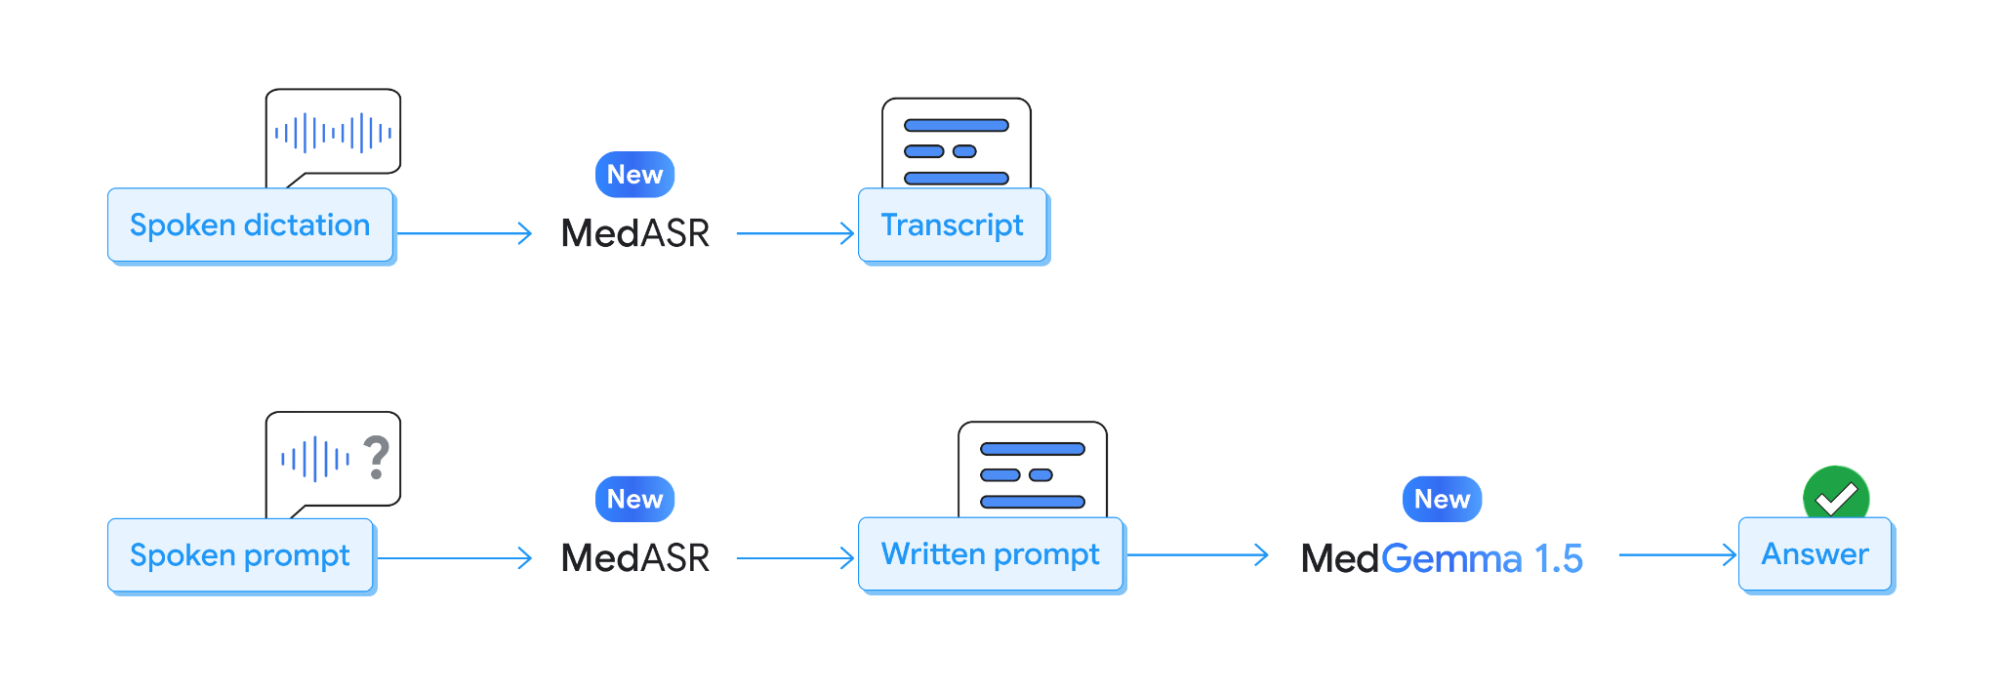 New
Spoken dictation
MedASR
Transcript
?
New
New
Spoken prompt
MedASR
Written prompt
MedGemma 1.5
Answer